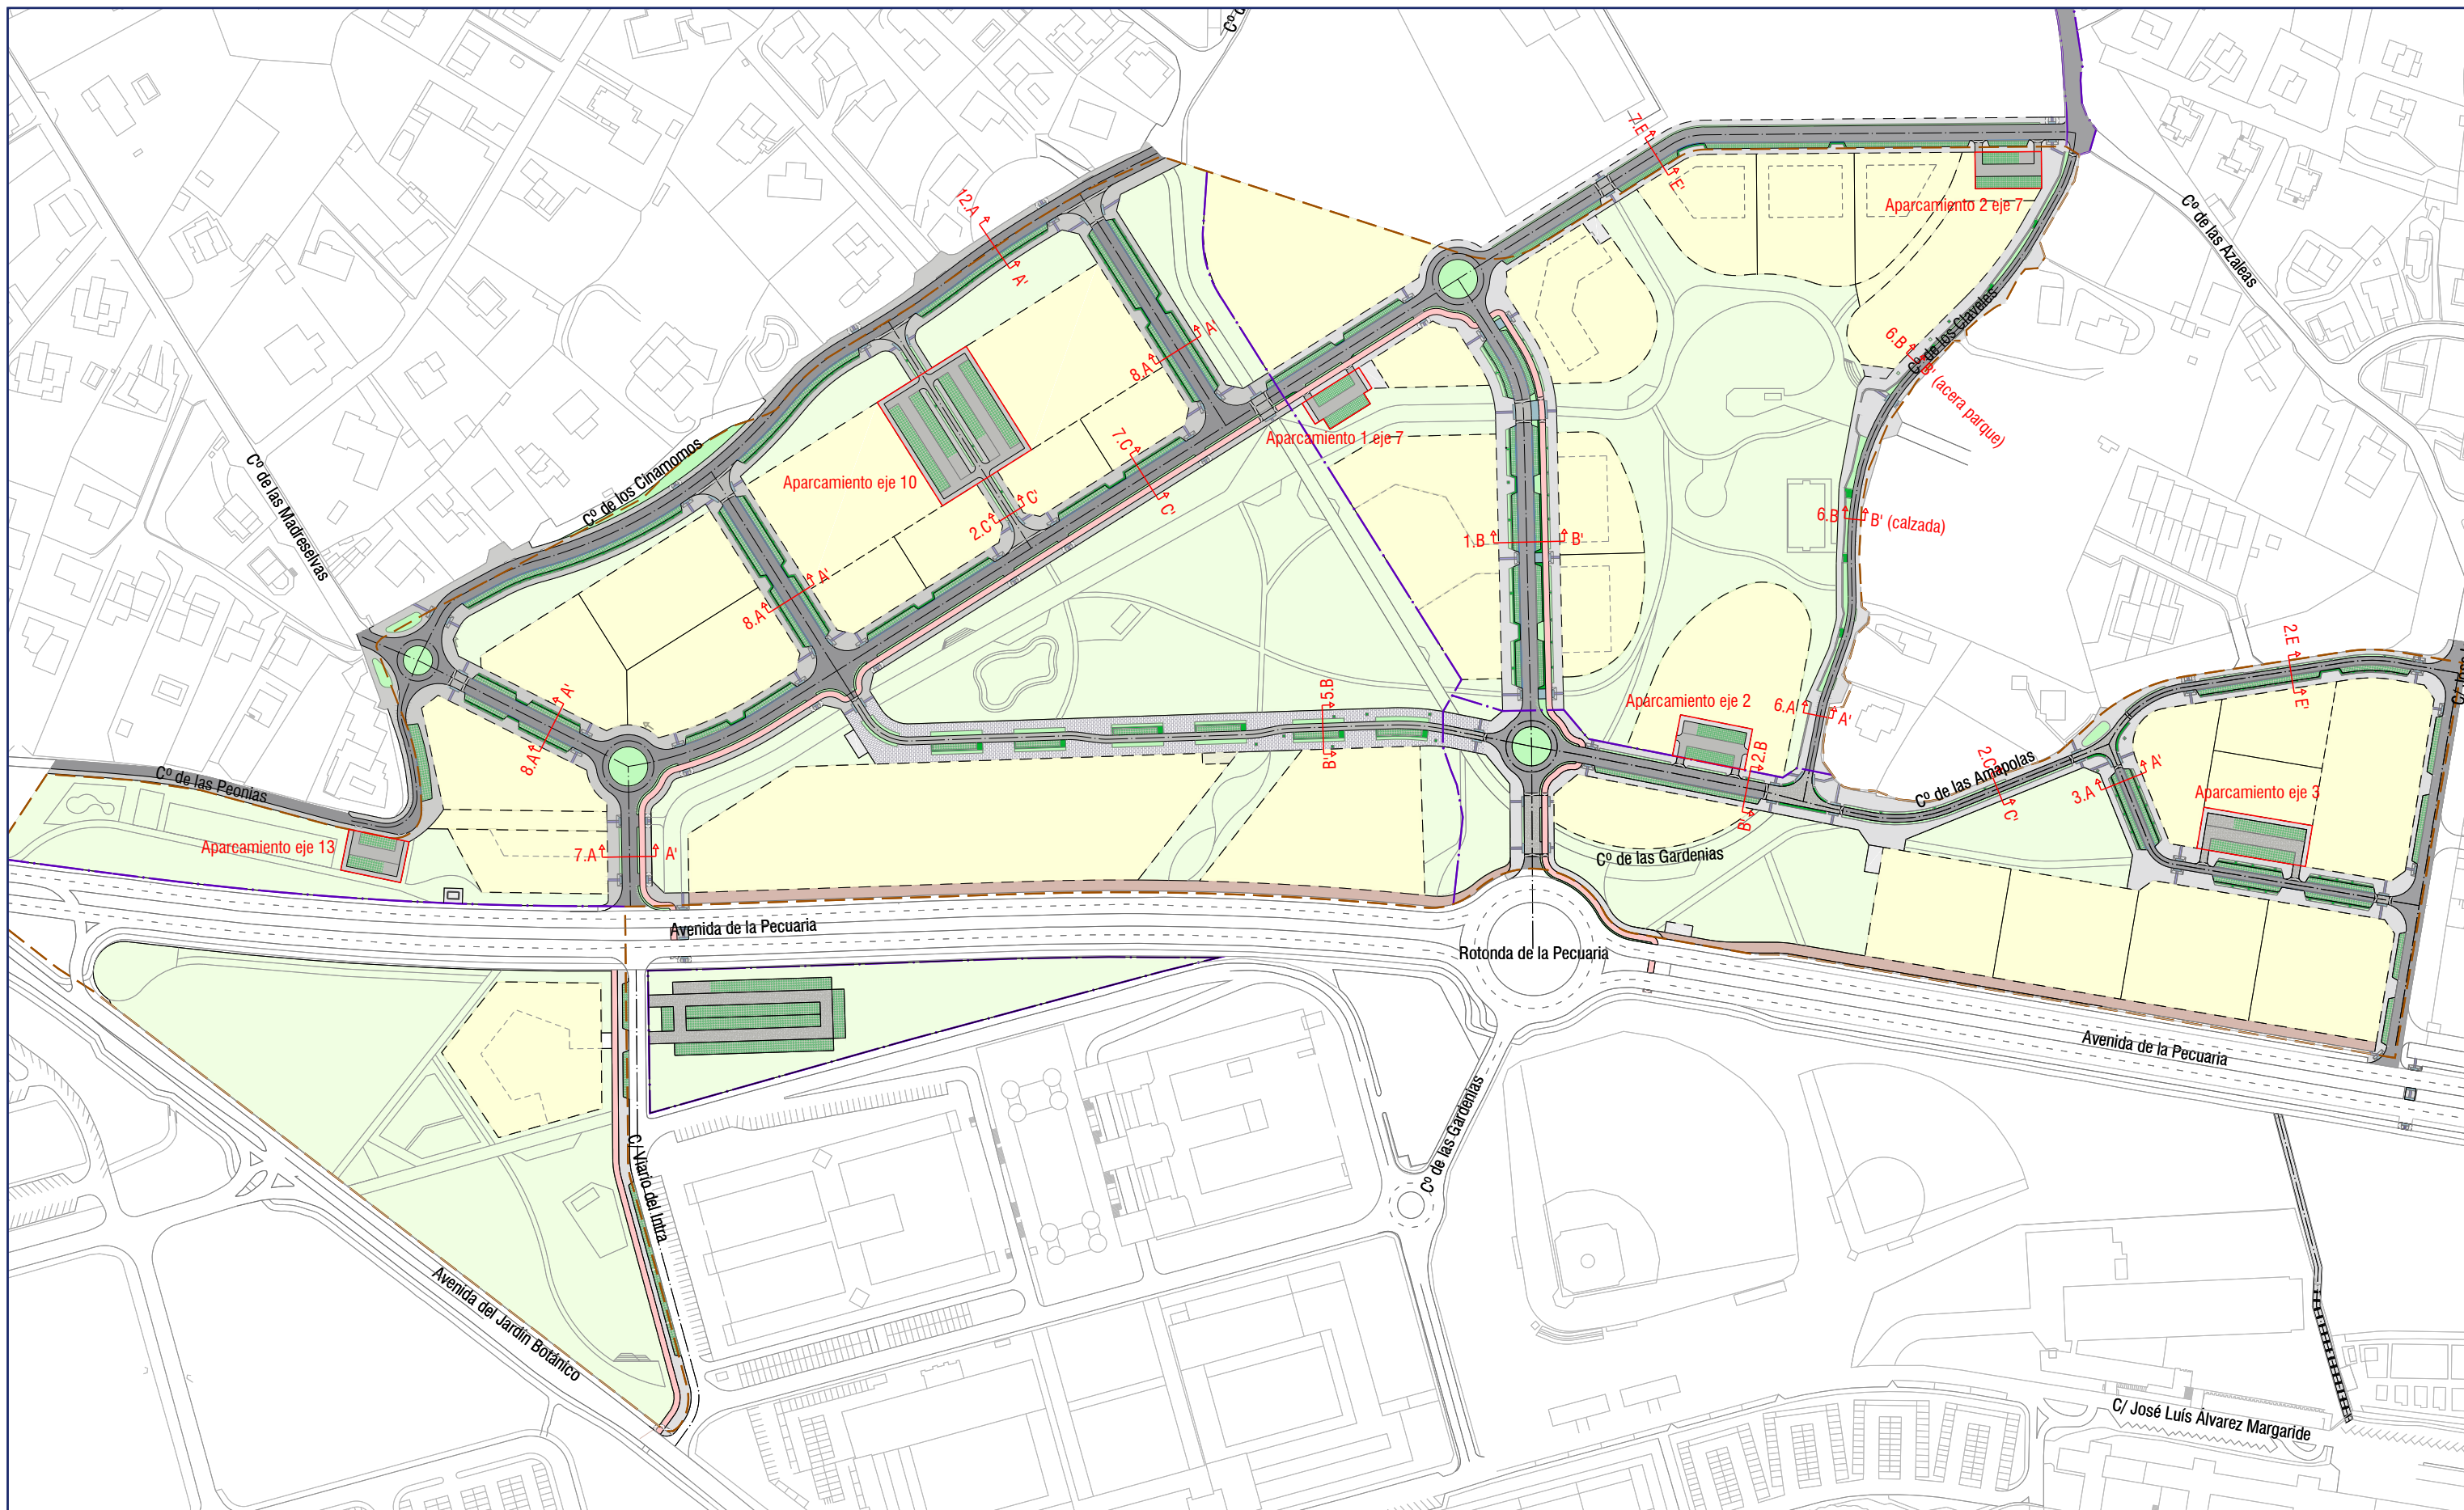 Cº d
7.E
E'
Cº de las Azaleas
12.A
A'
Aparcamiento 2 eje 7
8.A
A'
Cº de los Claveles
6.B
B' (acera parque)
Aparcamiento 1 eje 7
7.C
C'
Cº de los Cinamomos
Cº de las Madreselvas
Aparcamiento eje 10
2.C
C'
6.B
B' (calzada)
1.B
B'
8.A
A'
2.E
E'
8.A
A'
5.B
B'
Aparcamiento eje 2
6.A
A'
2.B
B'
Cº de las Peonias
2.C
C'
Cº de las Amapolas
3.A
A'
Aparcamiento eje 3
Aparcamiento eje 13
7.A
A'
Cº de las Gardenias
Avenida de la Pecuaria
Rotonda de la Pecuaria
Avenida de la Pecuaria
C/ Viario del Intra
Cº de las Gardenias
Avenida del Jardín Botánico
C/ José Luís Álvarez Margaride